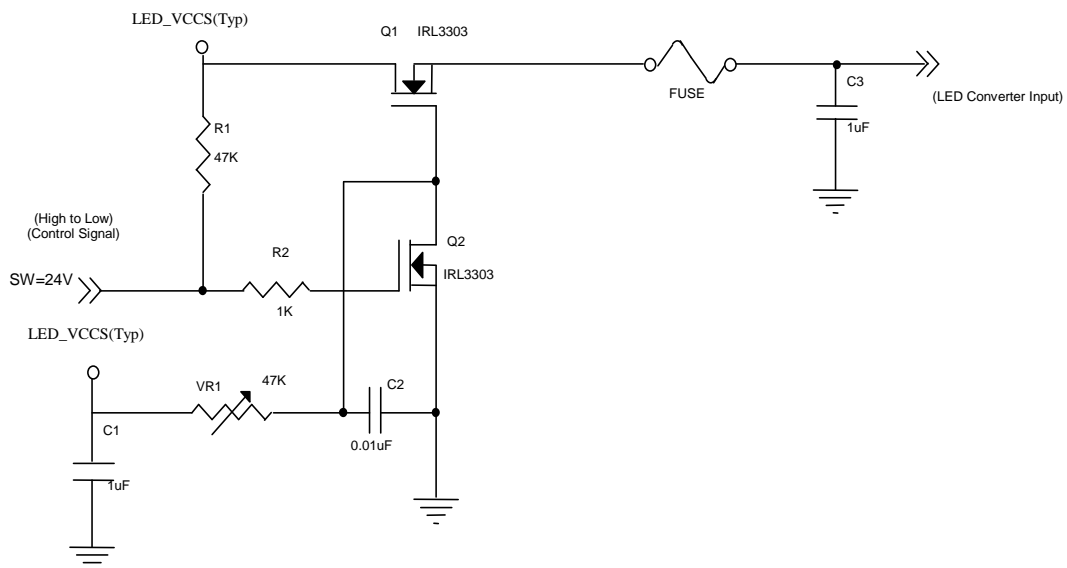 LED_VCCS(Typ)
Q1 IRL3303
FUSE
C3
1uF
(LED Converter Input)
R1
47K
(High to Low)
(Control Signal)
SW=24V
R2
1K
Q2
IRL3303
LED_VCCS(Typ)
VR1
47K
C2
0.01uF
C1
1uF